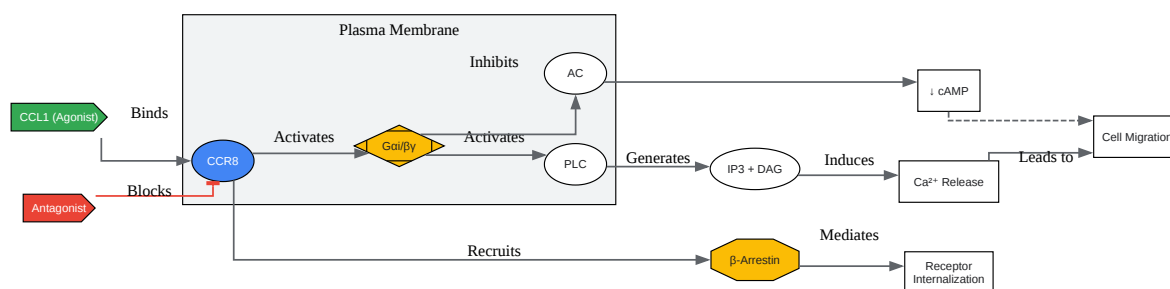 Plasma Membrane
Inhibits
AC
↓ cAMP
CCL1 (Agonist)
Binds
Activates
Gαi/βγ
Activates
Cell Migration
CCR8
PLC
Generates
IP3 + DAG
Induces
Leads to
Ca²⁺ Release
Blocks
Antagonist
Recruits
β-Arrestin
Mediates
Receptor
Internalization